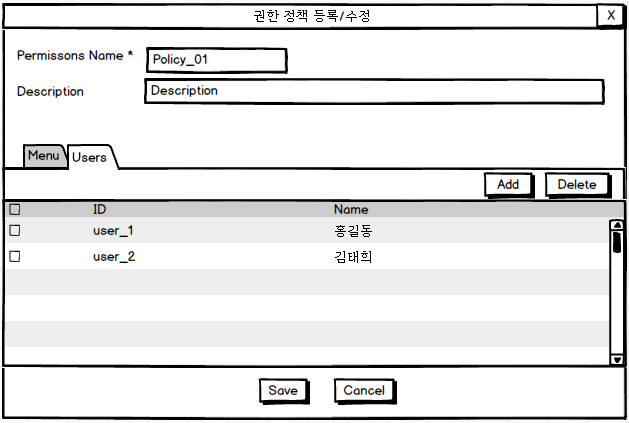 권한 정책 등록/수정 X
Permissons Name * Policy_01
Description Description
Menu Users
Add Delete
ID Name
user_1 홍길동
user_2 김태희
Save Cancel